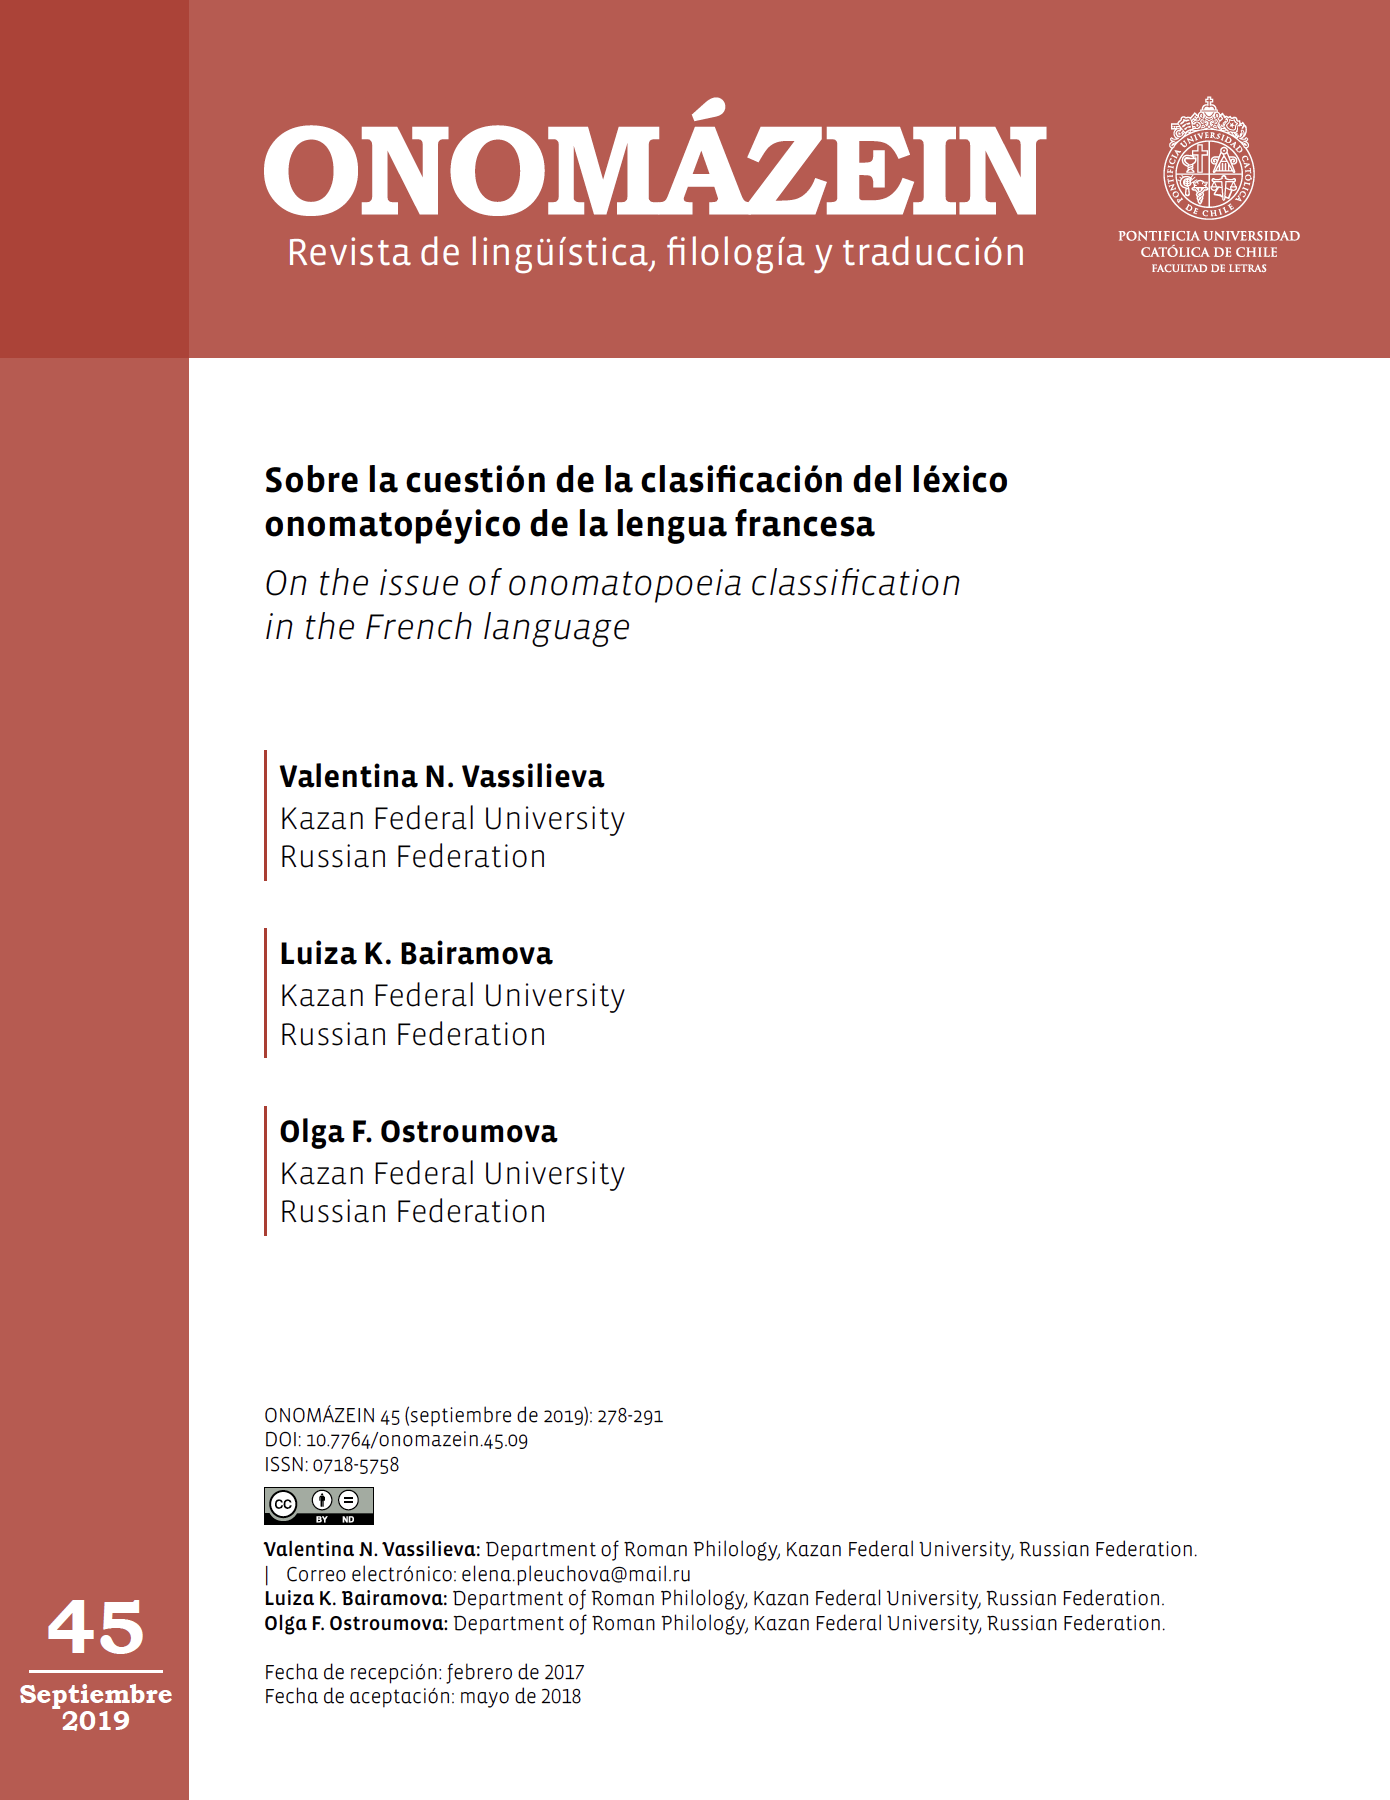 ONOMÁZEIN
Revista de lingüística, filología y traducción
PONTIFICIA UNIVERSIDAD CATÓLICA DE CHILE
PONTIFICIA UNIVERSIDAD
CATÓLICA DE CHILE
FACULTAD DE LETRAS
Sobre la cuestión de la clasificación del léxico
onomatopéyico de la lengua francesa
On the issue of onomatopoeia classification
in the French language
Valentina N. Vassilieva
Kazan Federal University
Russian Federation
Luiza K. Bairamova
Kazan Federal University
Russian Federation
Olga F. Ostroumova
Kazan Federal University
Russian Federation
ONOMÁZEIN 45 (septiembre de 2019): 278-291
DOI: 10.7764/onomazein.45.09
ISSN: 0718-5758
cc BY ND
Valentina N. Vassilieva: Department of Roman Philology, Kazan Federal University, Russian Federation.
| Correo electrónico: elena.pleuchova@mail.ru
Luiza K. Bairamova: Department of Roman Philology, Kazan Federal University, Russian Federation.
Olga F. Ostroumova: Department of Roman Philology, Kazan Federal University, Russian Federation.
Fecha de recepción: febrero de 2017
Fecha de aceptación: mayo de 2018
45
Septiembre
2019